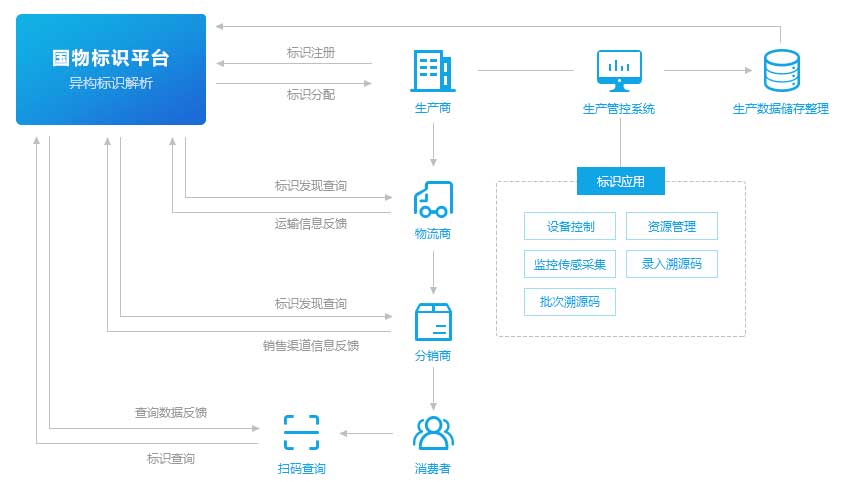 国物标识平台
异构标识解析
标识注册
标识分配
生产商
生产管控系统
生产数据储存整理
标识应用
设备控制
资源管理
监控传感采集
录入溯源码
批次溯源码
标识发现查询
运输信息反馈
物流商
标识发现查询
销售渠道信息反馈
分销商
查询数据反馈
标识查询
扫码查询
消费者